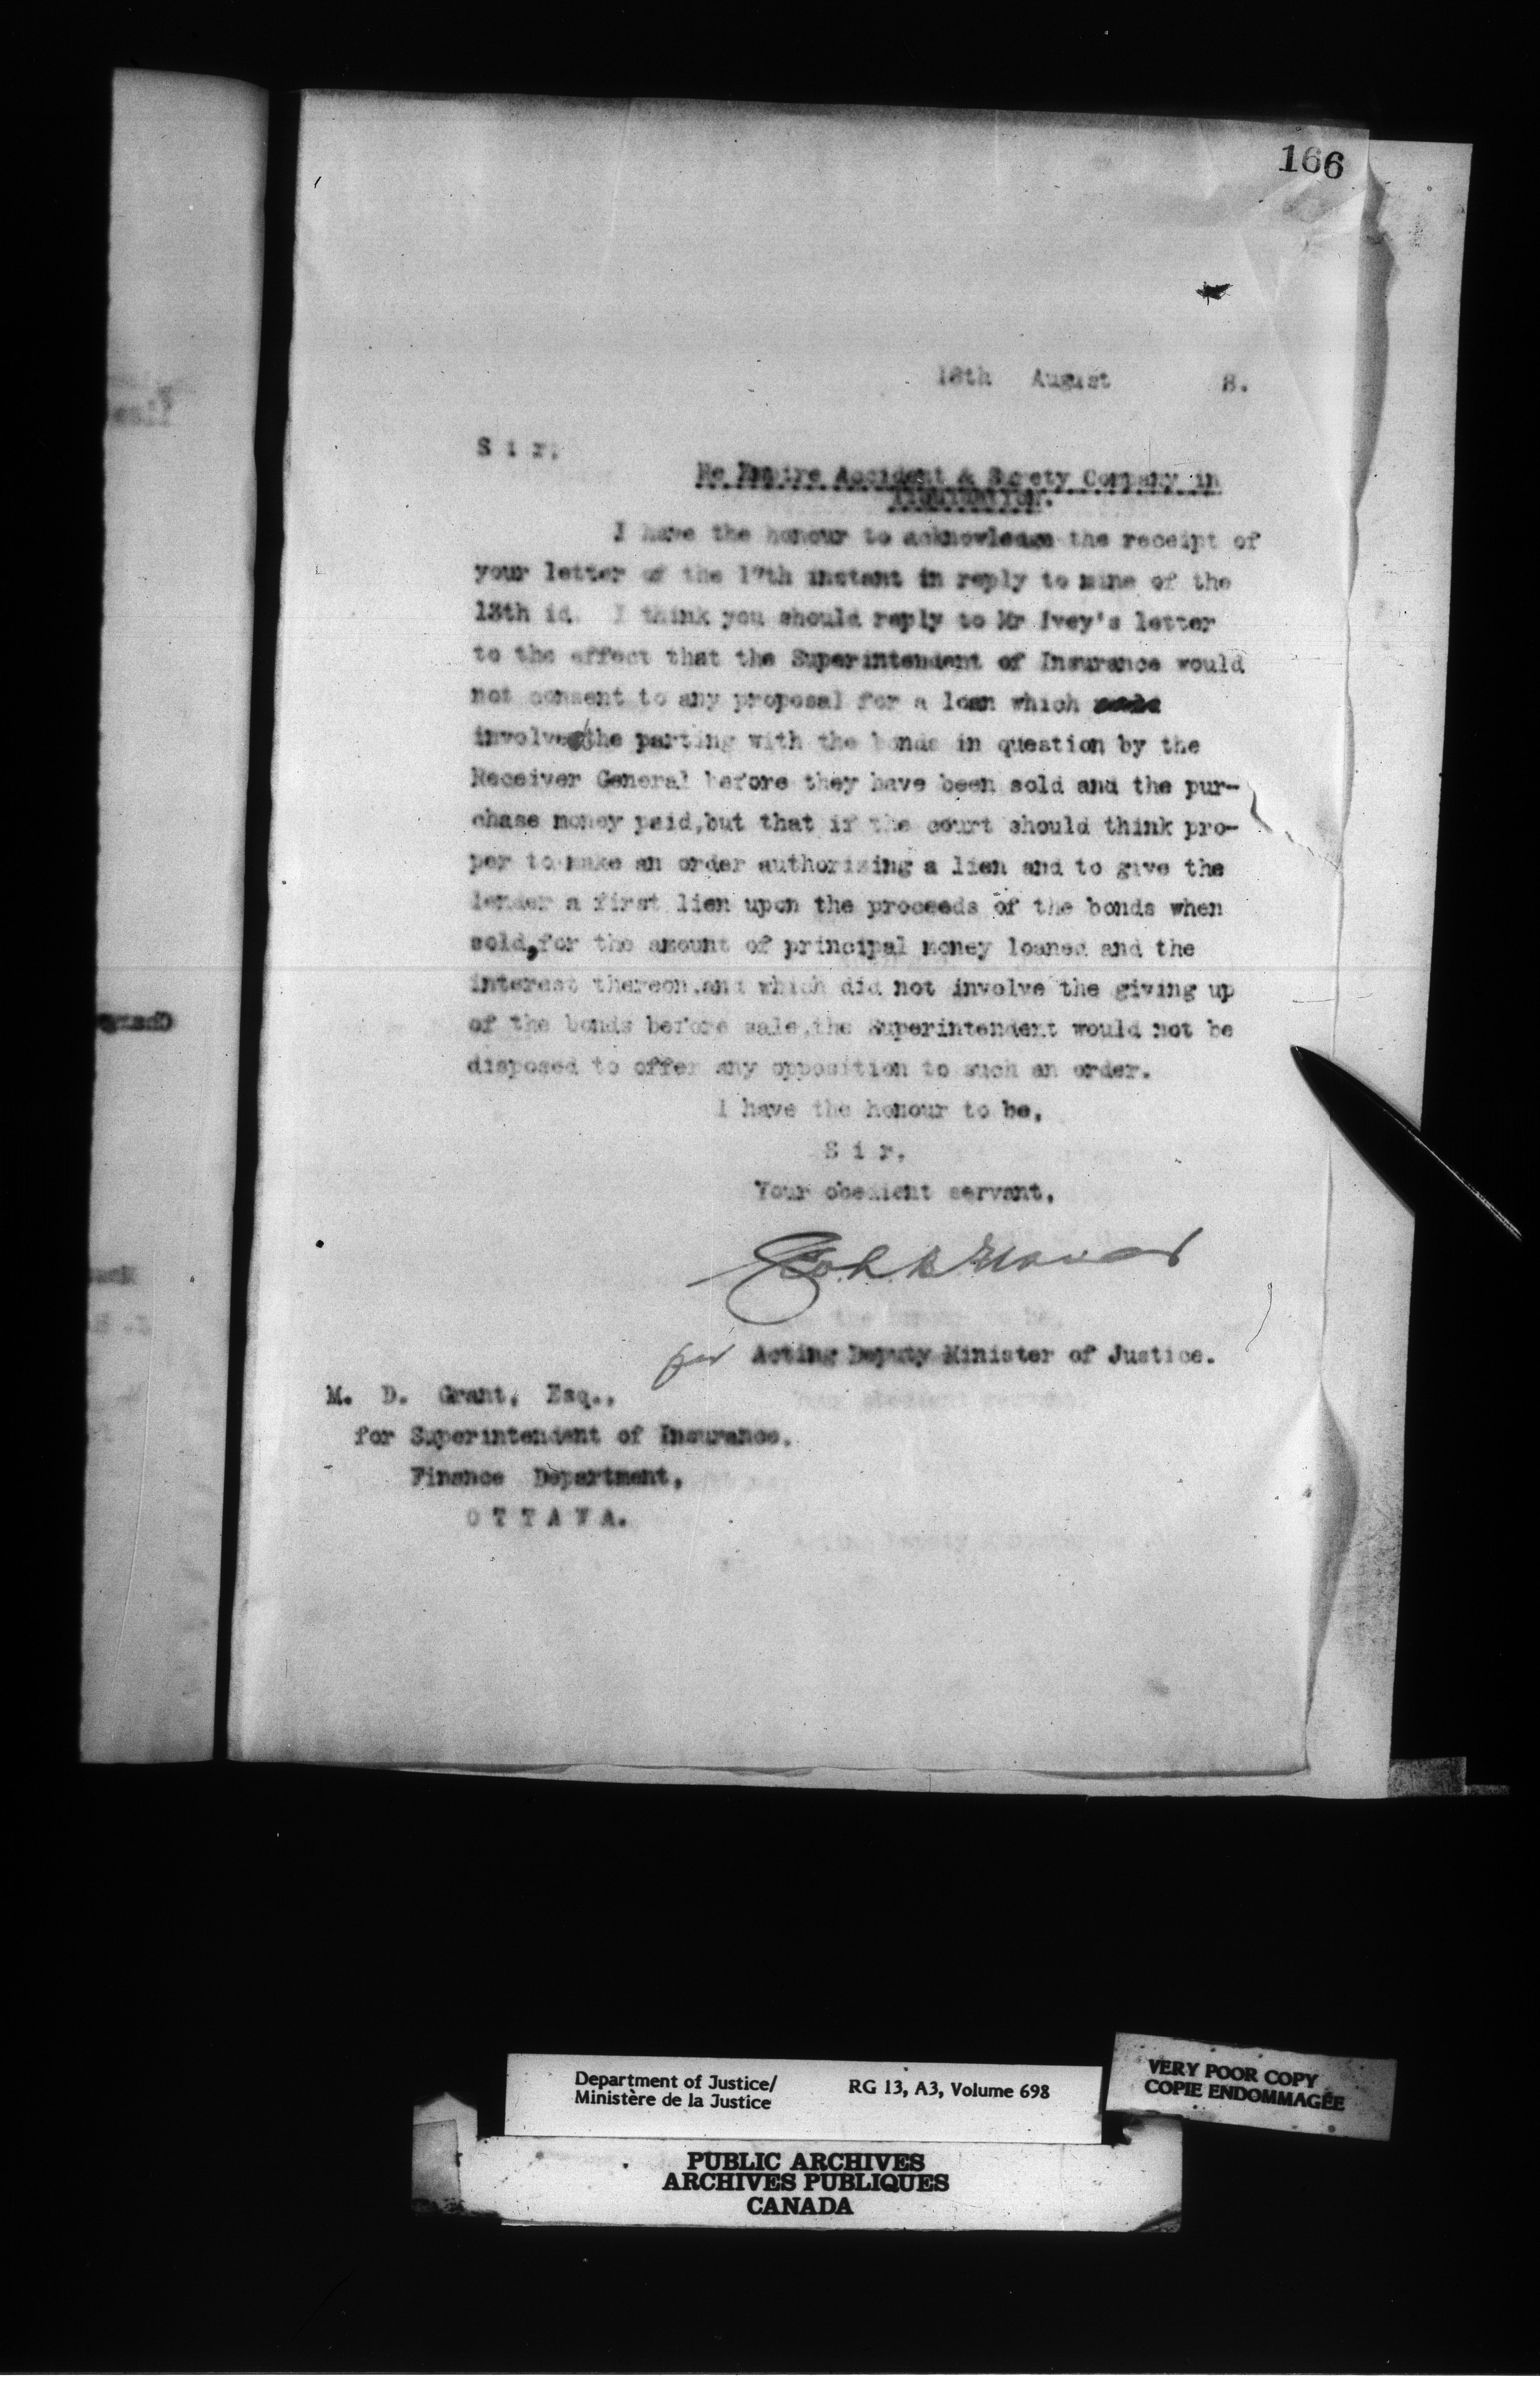 166
18th August 8.
S i r,
Re Empire Accident & Surety Company in
liquidation.
I have the honour to acknowledge the receipt of
your letter of the 17th instant in reply to mine of the
13th id. I think you should reply to Mr Ivey's letter
to the effect that the Superintendent of Insurance would
not consent to any proposal for a loan which
involves the parting with the bonds in question by the
Receiver General before they have been sold and the pur-
chase money paid, but that if the court should think pro-
per to make an order authorizing a lien and to give the
lender a first lien upon the proceeds of the bonds when
sold, for the amount of principal money loaned and the
interest thereon, and which did not involve the giving up
of the bonds before sale, the Superintendent would not be
disposed to offer any opposition to such an order.
I have the honour to be,
S i r,
Your obedient servant,
for Acting Deputy Minister of Justice.
M. D. Grant, Esq.,
for Superintendent of Insurance,
Finance Department,
O T T A W A.
Department of Justice/
Ministère de la Justice
RG 13, A3, Volume 698
VERY POOR COPY
COPIE ENDOMMAGÉE
PUBLIC ARCHIVES
ARCHIVES PUBLIQUES
CANADA